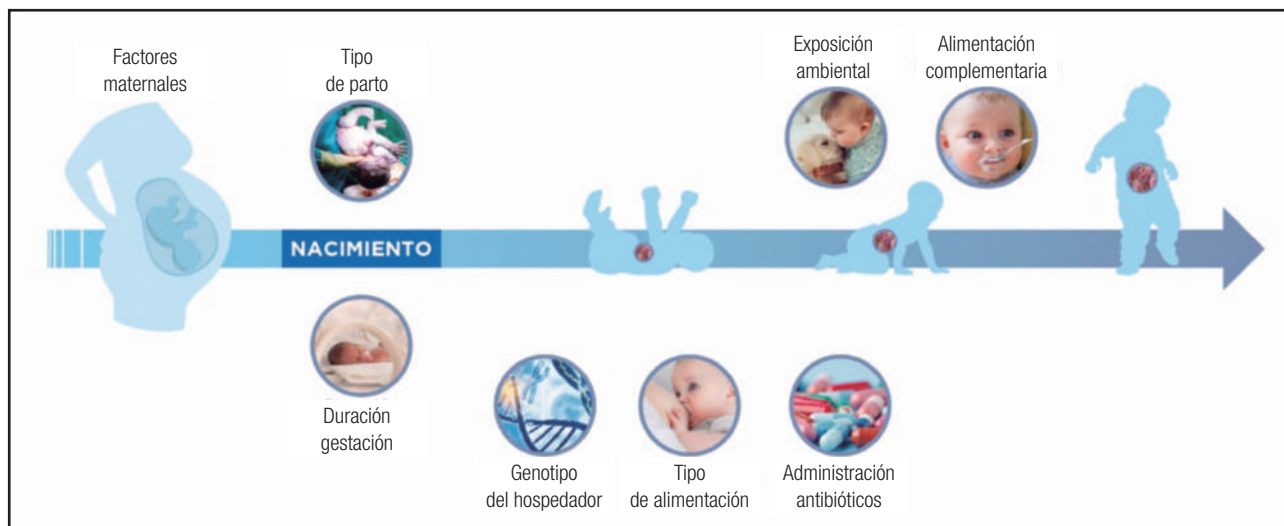 Factores
maternales
Tipo
de parto
Exposición
ambiental
Alimentación
complementaria
NACIMIENTO
Duración
gestación
Genotipo
del hospedador
Tipo
de alimentación
Administración
antibióticos